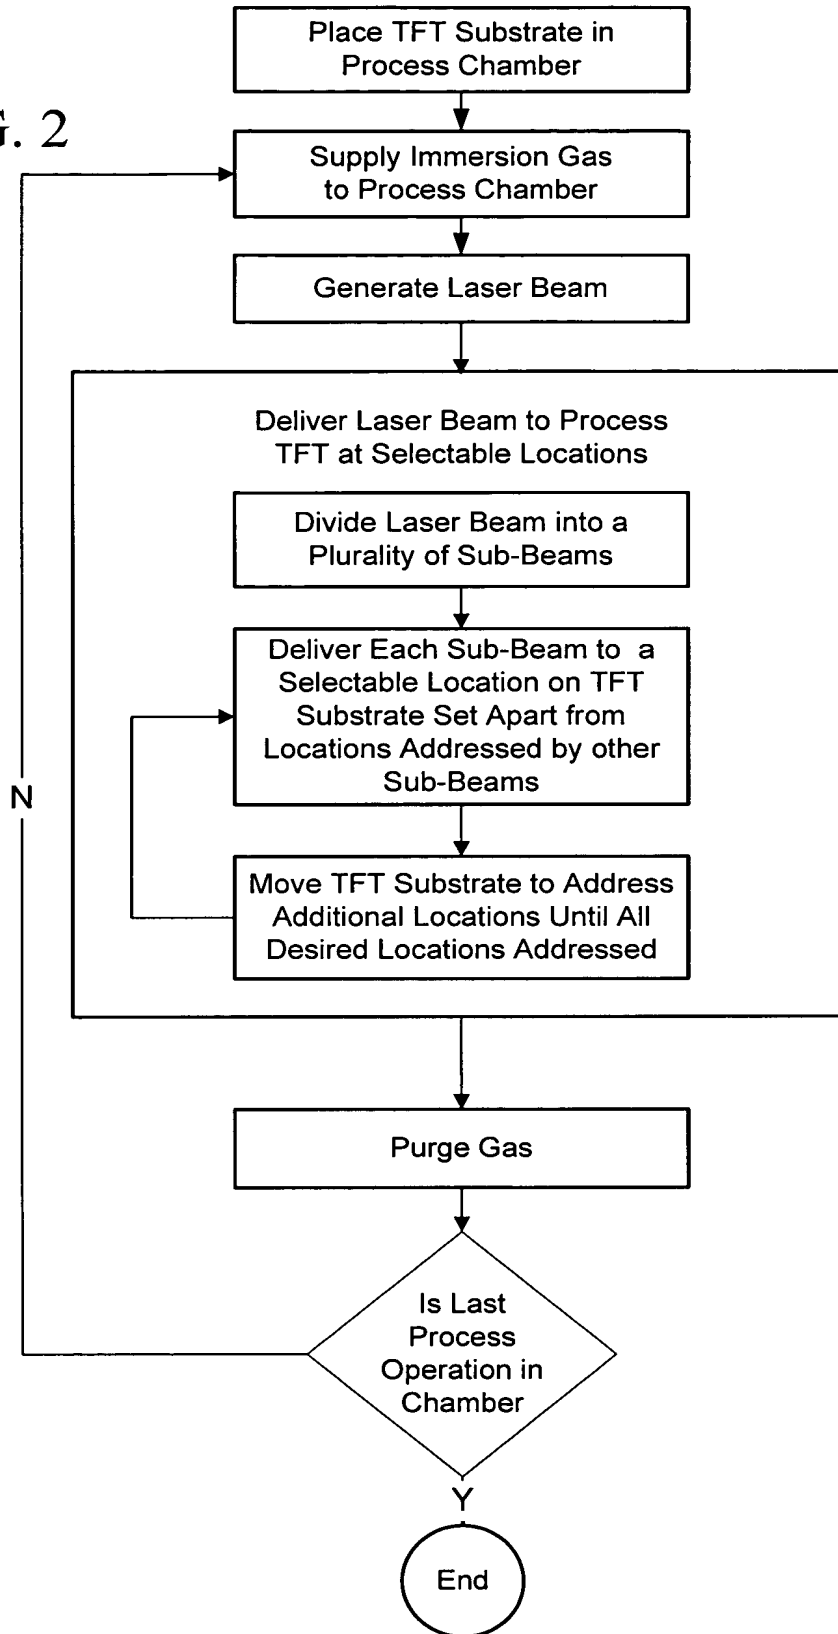 G. 2
Place TFT Substrate in
Process Chamber
Supply Immersion Gas
to Process Chamber
Generate Laser Beam
Deliver Laser Beam to Process
TFT at Selectable Locations
Divide Laser Beam into a
Plurality of Sub-Beams
Deliver Each Sub-Beam to a
Selectable Location on TFT
Substrate Set Apart from
Locations Addressed by other
Sub-Beams
N
Move TFT Substrate to Address
Additional Locations Until All
Desired Locations Addressed
Purge Gas
Is Last
Process
Operation in
Chamber
Y
End